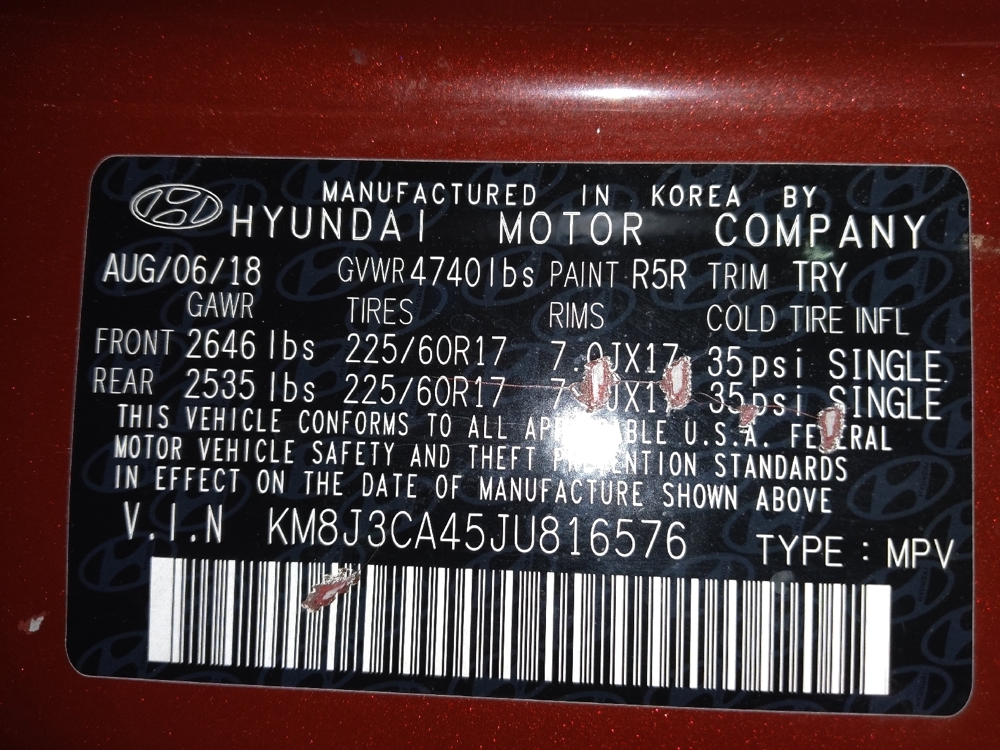 MANUFACTURED IN KOREA BY
HYUNDAI MOTOR COMPANY
AUG/06/18 GVWR 4740lbs PAINT R5R TRIM TRY
GAWR TIRES RIMS COLD TIRE INFL
FRONT 2646 lbs 225/60R17 7.0JX17 35psi SINGLE
REAR 2535 lbs 225/60R17 35psi SINGLE
THIS VEHICLE CONFORMS TO ALL U.S.A. FEDERAL
MOTOR VEHICLE SAFETY AND THEFT PREVENTION STANDARDS
IN EFFECT ON THE DATE OF MANUFACTURE SHOWN ABOVE
V.I.N KM8J3CA45JU816576 TYPE : MPV